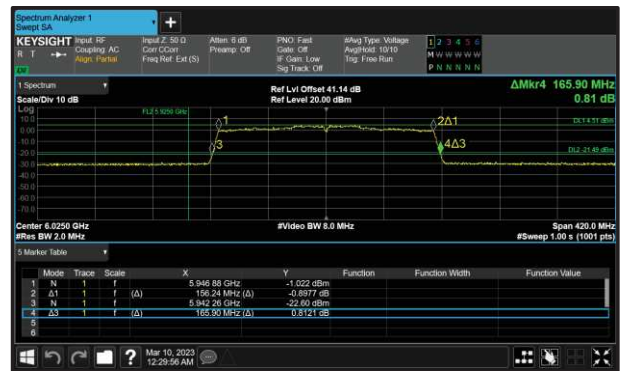 Spectrum Analyzer 1
Swept SA
+
KEYSIGHT Input: RF Input Z: 50 Ω Atten: 6 dB PNO: Fast #Avg Type: Voltage 1 2 3 4 5 6
R T Coupling: AC Corr CCorr Preamp: Off Gate: Off Avg|Hold: 10/10 M W W W W W
Align: Partial Freq Ref: Ext (S) IF Gain: Low Trig: Free Run
Sig Track: Off P N N N N N
1 Spectrum Ref Lvl Offset 41.14 dB ΔMkr4 165.90 MHz
Scale/Div 10 dB Ref Level 20.00 dBm 0.81 dB
Log
10.0 FL2 5.9250 GHz 1 2Δ1 DL1 4.51 dBm
0.00
-10.0 3 4Δ3
-20.0 DL2 -21.49 dBm
-30.0
-40.0
-50.0
-60.0
-70.0
Center 6.0250 GHz #Video BW 8.0 MHz Span 420.0 MHz
#Res BW 2.0 MHz #Sweep 1.00 s (1001 pts)
5 Marker Table
Mode Trace Scale X Y Function Function Width Function Value
1 N 1 f 5.946 88 GHz -1.022 dBm
2 Δ1 1 f (Δ) 156.24 MHz (Δ) -0.8977 dB
3 N 1 f 5.942 26 GHz -22.60 dBm
4 Δ3 1 f (Δ) 165.90 MHz (Δ) 0.8121 dB
5
6
? Mar 10, 2023
12:29:56 AM